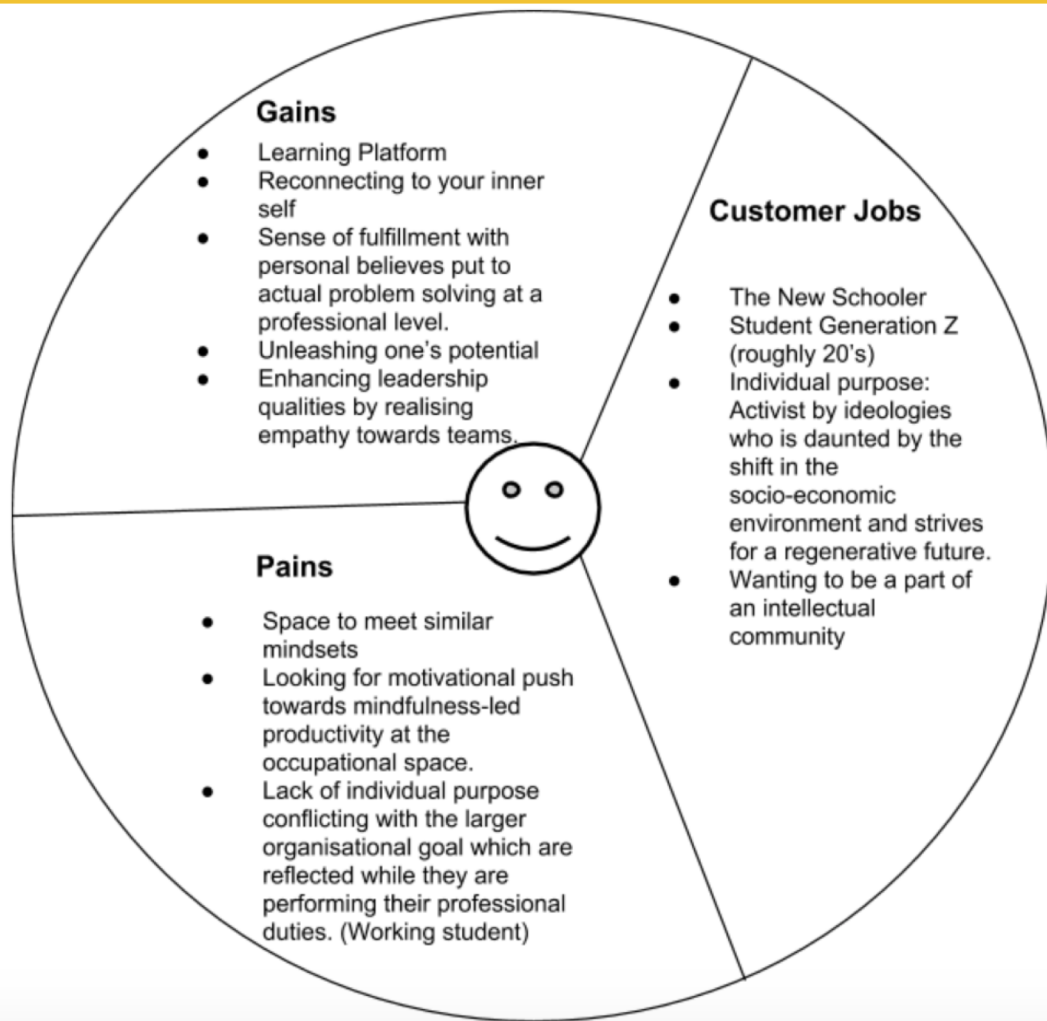 Gains
● Learning Platform
● Reconnecting to your inner
self
● Sense of fulfillment with
personal believes put to
actual problem solving at a
professional level.
● Unleashing one's potential
● Enhancing leadership
qualities by realising
empathy towards teams.
Customer Jobs
● The New Schooler
● Student Generation Z
(roughly 20's)
● Individual purpose:
Activist by ideologies
who is daunted by the
shift in the
socio-economic
environment and strives
for a regenerative future.
● Wanting to be a part of
an intellectual
community
Pains
● Space to meet similar
mindsets
● Looking for motivational push
towards mindfulness-led
productivity at the
occupational space.
● Lack of individual purpose
conflicting with the larger
organisational goal which are
reflected while they are
performing their professional
duties. (Working student)